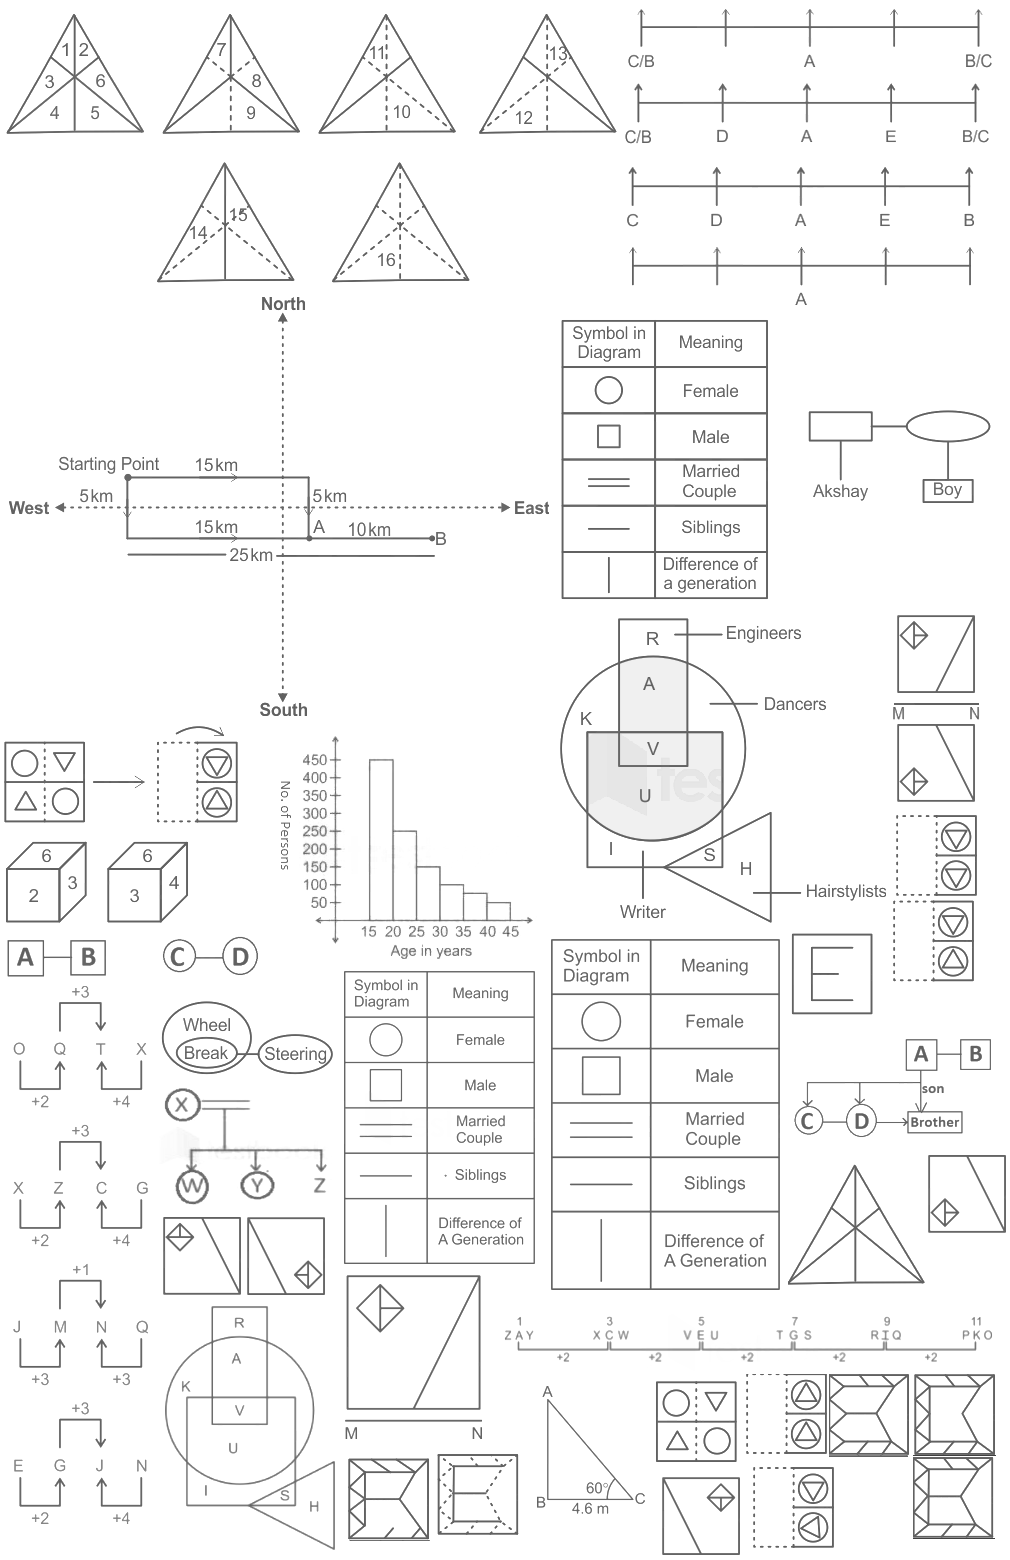 1 2
3 6
4 5
7
8
9
11
10
13
12
C/B A B/C
C/B D A E B/C
C D A E B
A
14 15
16
North
Starting Point
15km
5km
5km
West
East
15km
A
10km
B
25km
South
Symbol in Meaning
Diagram
Female
Male
Married
Couple
Siblings
Difference of
a generation
Akshay
Boy
R
Engineers
A
Dancers
K
V
U
tes
I
S
H
Hairstylists
Writer
M N
6
2 3
6
3 4
No. of Persons
450
400
350
300
250
200
150
100
50
15 20 25 30 35 40 45
Age in years
A B
C D
+3
O Q T X
+2 +4
Wheel
Break
Steering
X
W Y Z
Symbol in Meaning
Diagram
Female
Male
Married
Couple
Siblings
Difference of
A Generation
Symbol in Meaning
Diagram
Female
Male
Married
Couple
Siblings
Difference of
A Generation
E
A B
son
C D Brother
+3
X Z C G
+2 +4
+1
J M N Q
+3 +3
+3
E G J N
+2 +4
R
A
K
V
U
I
S
H
M N
1 3 5 7 9 11
ZAY XCW VEU TGS RIQ PKO
+2 +2 +2 +2 +2
A
60°
B C
4.6 m